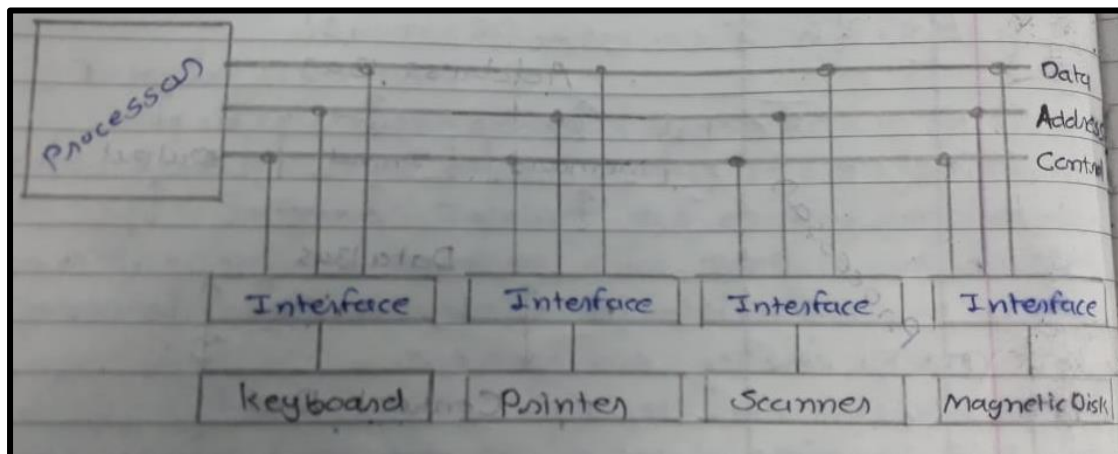 Processor
Data
Address
Control
Interface Interface Interface Interface
keyboard Printer Scanner Magnetic Disk